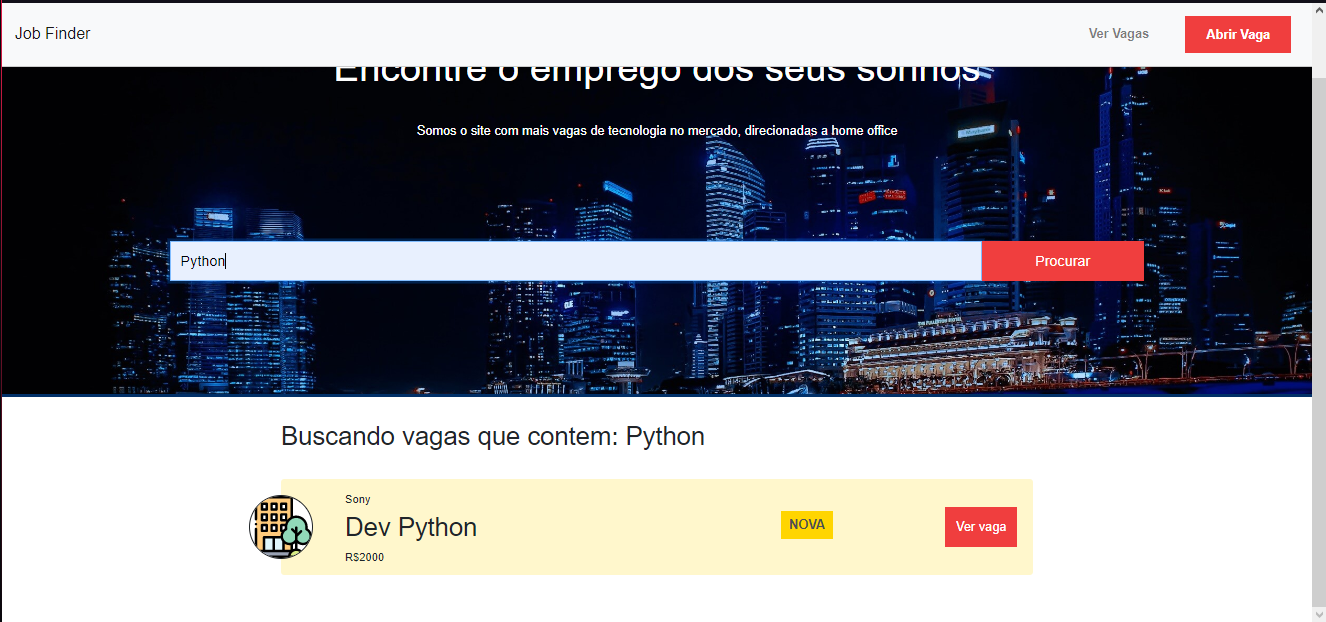 Job Finder
Ver Vagas
Abrir Vaga
Encontre o emprego dos seus sonhos
Somos o site com mais vagas de tecnologia no mercado, direcionadas a home office
Python
Procurar
Buscando vagas que contem: Python
Sony
Dev Python
NOVA
Ver vaga
R$2000